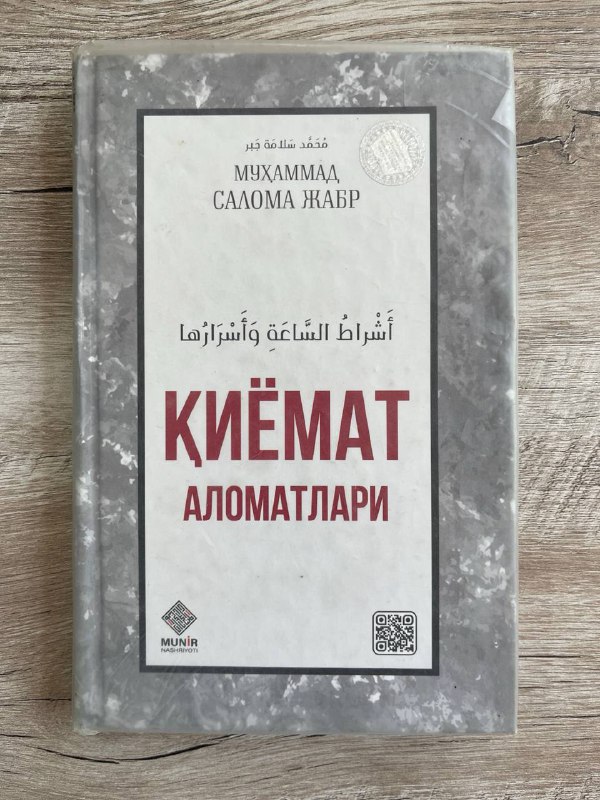 مُحَمَّد سَلَامَة جَبر
МУҲАММАД
САЛОМА ЖАБР
أَشْرَاطُ السَّاعَةِ وَأَسْرَارُها
ҚИЁМАТ
АЛОМАТЛАРИ
MUNiR
NASHRIYOTI